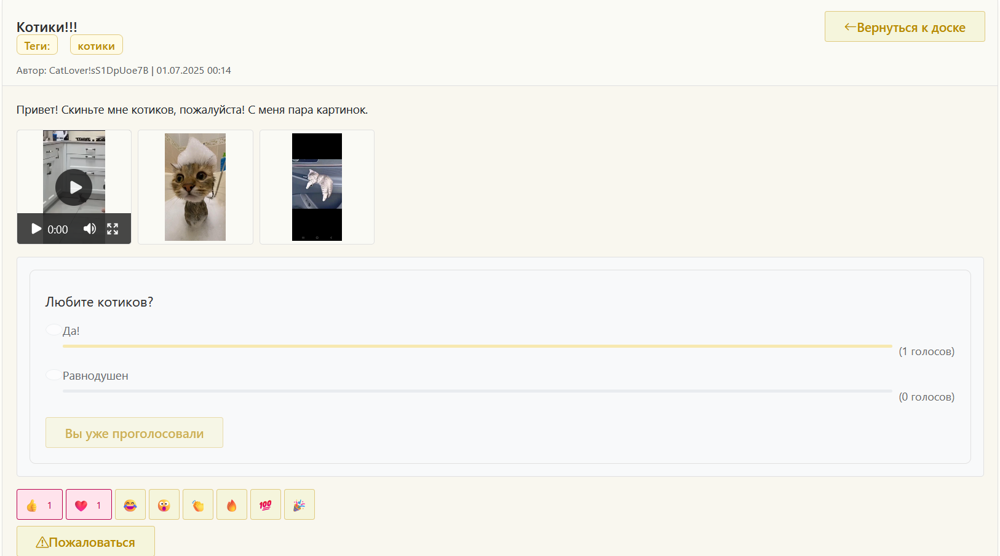 Котики!!!
←Вернуться к доске
Теги: котики
Автор: CatLover!sS1DpUoe7B | 01.07.2025 00:14
Привет! Скиньте мне котиков, пожалуйста! С меня пара картинок.
0:00
Любите котиков?
Да!
(1 голосов)
Равнодушен
(0 голосов)
Вы уже проголосовали
👍 1 ❤️ 1 😂 😲 👏 🔥 💯 🎉
⚠Пожаловаться